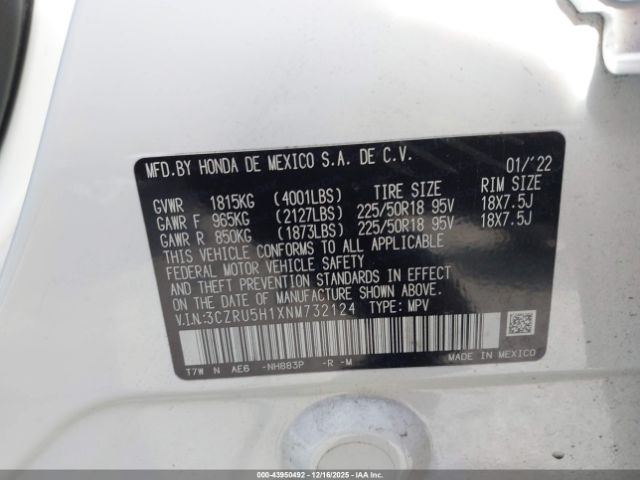 MFD.BY HONDA DE MEXICO S.A. DE C.V. 01/'22
GVWR 1815KG (4001LBS) TIRE SIZE RIM SIZE
GAWR F 965KG (2127LBS) 225/50R18 95V 18X7.5J
GAWR R 850KG (1873LBS) 225/50R18 95V 18X7.5J
THIS VEHICLE CONFORMS TO ALL APPLICABLE
FEDERAL MOTOR VEHICLE SAFETY
AND THEFT PREVENTION STANDARDS IN EFFECT
ON THE DATE OF MANUFACTURE SHOWN ABOVE.
V.I.N.:3CZRU5H1XNM732124 TYPE: MPV
T7W N AE6 -NH883P -R -M MADE IN MEXICO
000-43950492 - 12/16/2025 - IAAI.COM